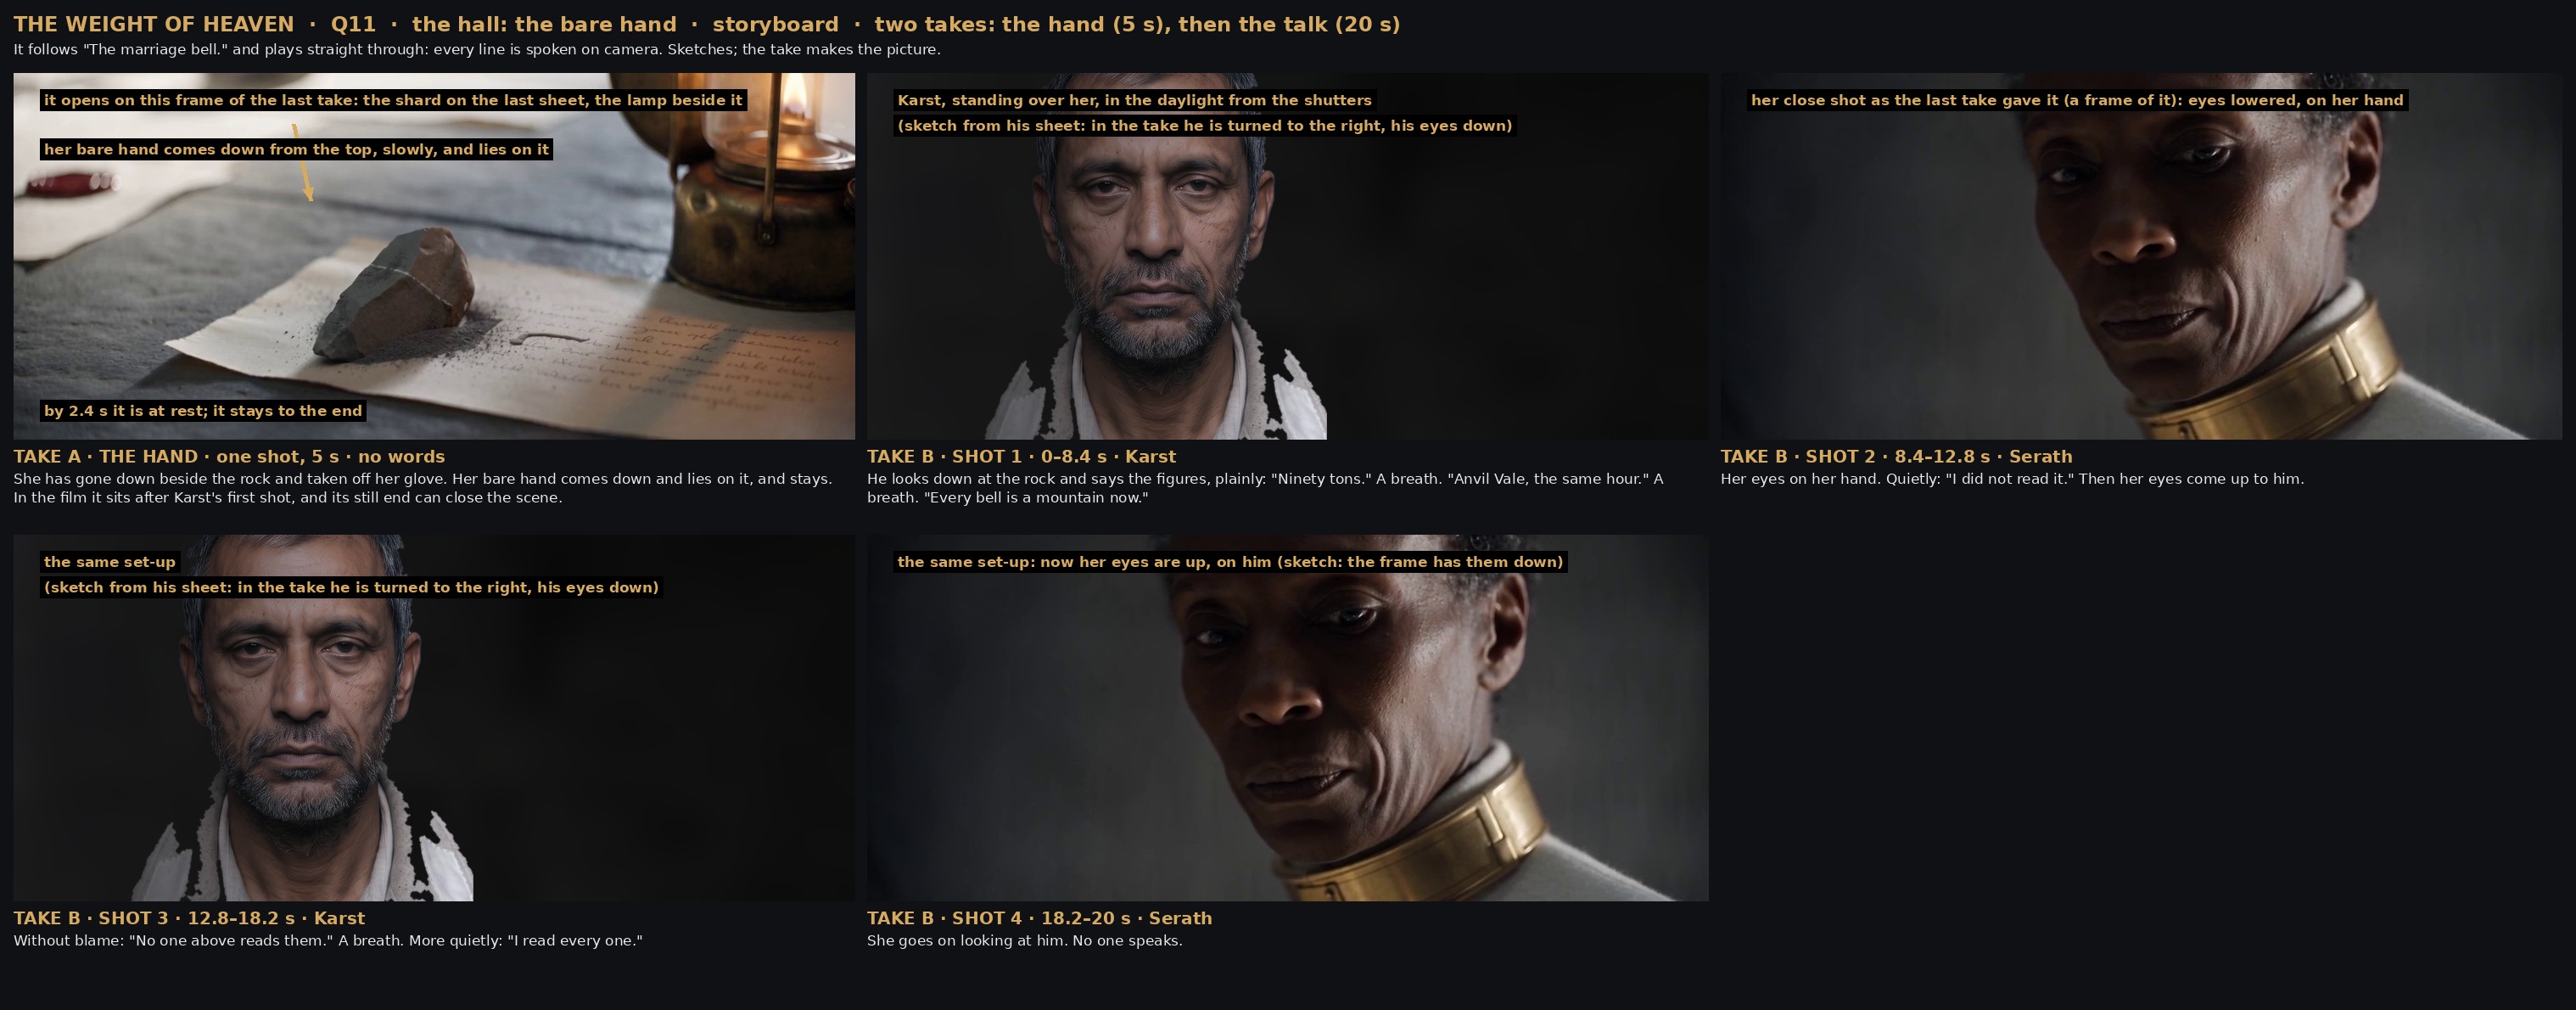 THE WEIGHT OF HEAVEN · Q11 · the hall: the bare hand · storyboard · two takes: the hand (5 s), then the talk (20 s)
It follows "The marriage bell." and plays straight through: every line is spoken on camera. Sketches; the take makes the picture.
it opens on this frame of the last take: the shard on the last sheet, the lamp beside it
her bare hand comes down from the top, slowly, and lies on it
by 2.4 s it is at rest; it stays to the end
TAKE A · THE HAND · one shot, 5 s · no words
She has gone down beside the rock and taken off her glove. Her bare hand comes down and lies on it, and stays.
In the film it sits after Karst's first shot, and its still end can close the scene.
Karst, standing over her, in the daylight from the shutters
(sketch from his sheet: in the take he is turned to the right, his eyes down)
TAKE B · SHOT 1 · 0–8.4 s · Karst
He looks down at the rock and says the figures, plainly: "Ninety tons." A breath. "Anvil Vale, the same hour." A
breath. "Every bell is a mountain now."
her close shot as the last take gave it (a frame of it): eyes lowered, on her hand
TAKE B · SHOT 2 · 8.4–12.8 s · Serath
Her eyes on her hand. Quietly: "I did not read it." Then her eyes come up to him.
the same set-up
(sketch from his sheet: in the take he is turned to the right, his eyes down)
TAKE B · SHOT 3 · 12.8–18.2 s · Karst
Without blame: "No one above reads them." A breath. More quietly: "I read every one."
the same set-up: now her eyes are up, on him (sketch: the frame has them down)
TAKE B · SHOT 4 · 18.2–20 s · Serath
She goes on looking at him. No one speaks.